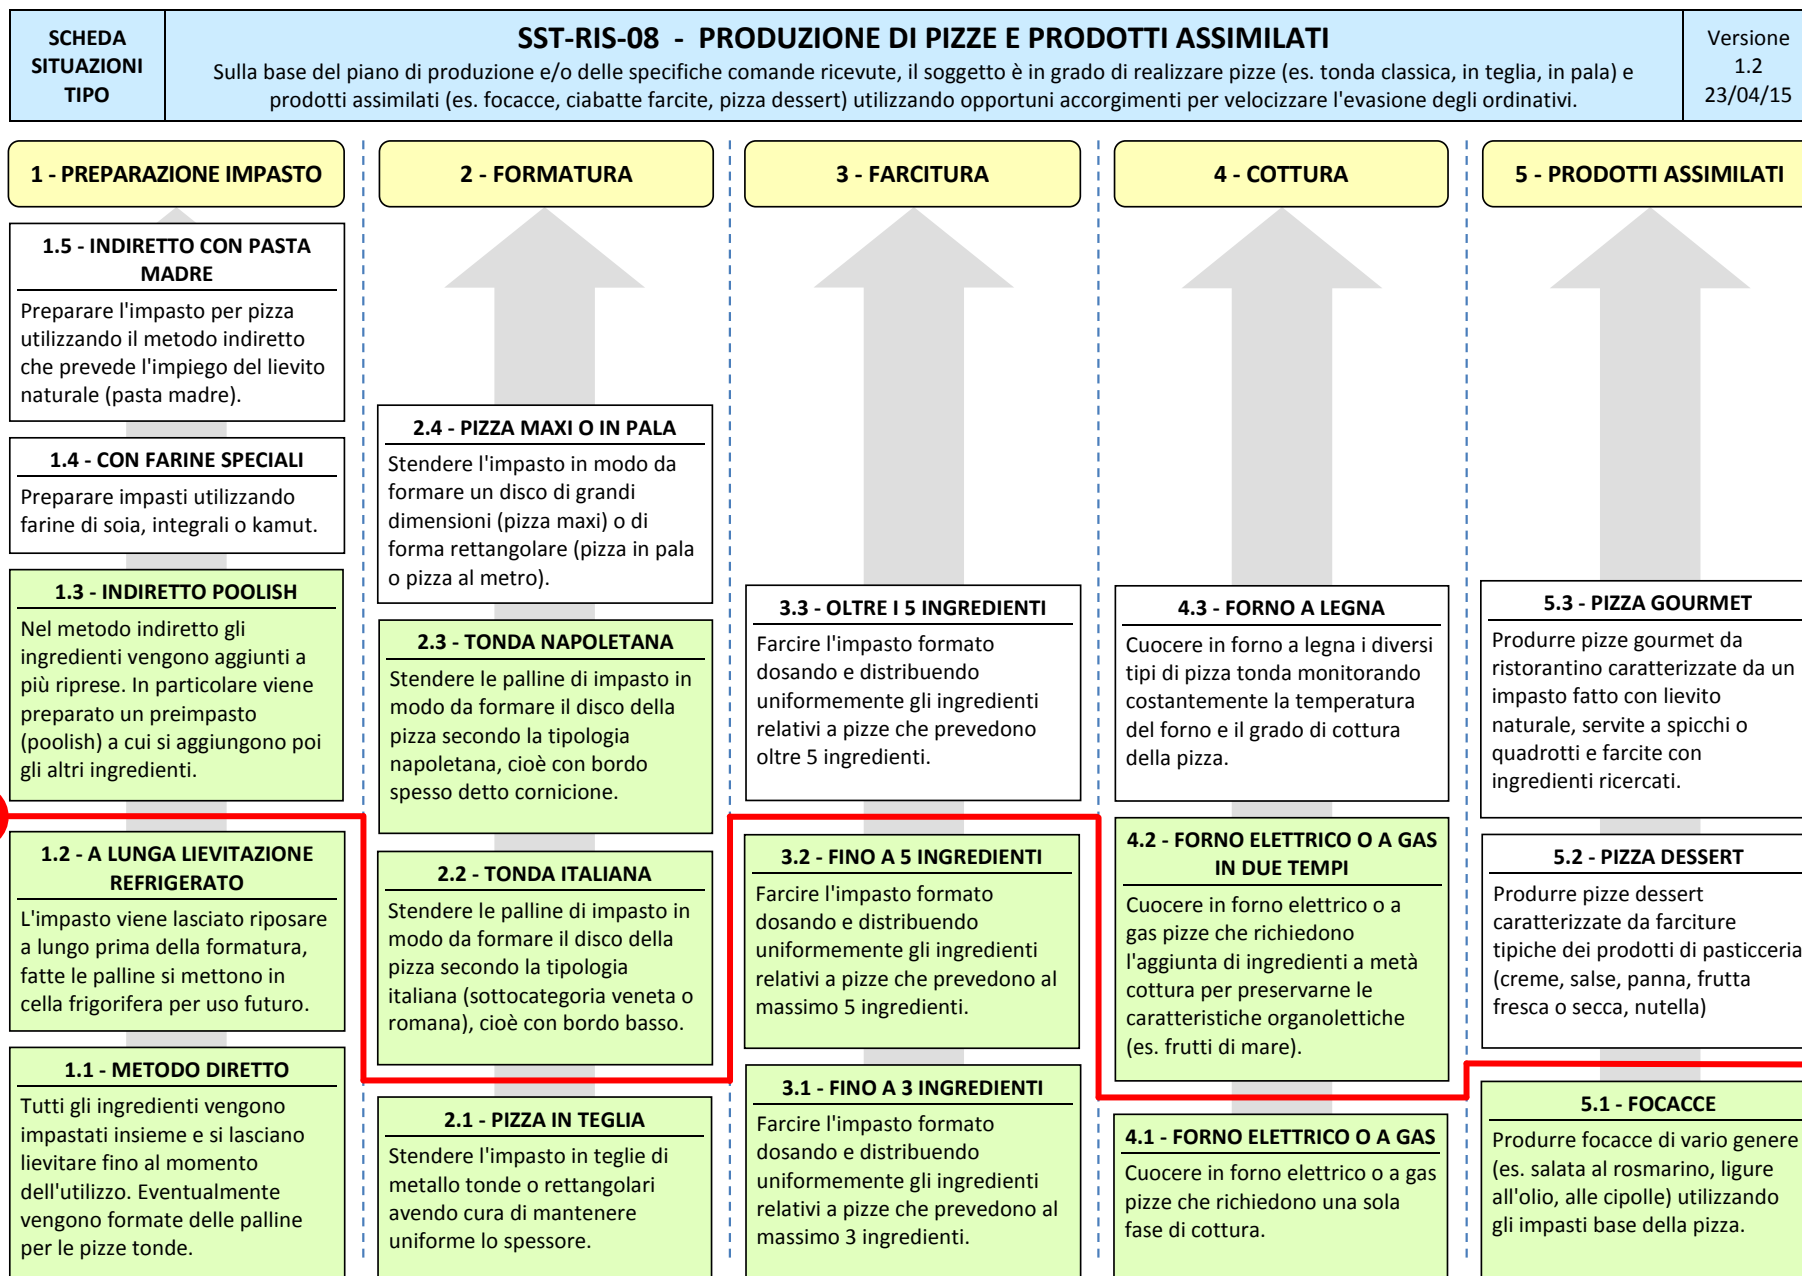 SCHEDA
SITUAZIONI
TIPO
SST-RIS-08 - PRODUZIONE DI PIZZE E PRODOTTI ASSIMILATI
Sulla base del piano di produzione e/o delle specifiche comande ricevute, il soggetto è in grado di realizzare pizze (es. tonda classica, in teglia, in pala) e
prodotti assimilati (es. focacce, ciabatte farcite, pizza dessert) utilizzando opportuni accorgimenti per velocizzare l'evasione degli ordinativi.
Versione
1.2
23/04/15
1 - PREPARAZIONE IMPASTO
1.5 - INDIRETTO CON PASTA
MADRE
Preparare l'impasto per pizza
utilizzando il metodo indiretto
che prevede l'impiego del lievito
naturale (pasta madre).
1.4 - CON FARINE SPECIALI
Preparare impasti utilizzando
farine di soia, integrali o kamut.
1.3 - INDIRETTO POOLISH
Nel metodo indiretto gli
ingredienti vengono aggiunti a
più riprese. In particolare viene
preparato un preimpasto
(poolish) a cui si aggiungono poi
gli altri ingredienti.
1.2 - A LUNGA LIEVITAZIONE
REFRIGERATO
L'impasto viene lasciato riposare
a lungo prima della formatura,
fatte le palline si mettono in
cella frigorifera per uso futuro.
1.1 - METODO DIRETTO
Tutti gli ingredienti vengono
impastati insieme e si lasciano
lievitare fino al momento
dell'utilizzo. Eventualmente
vengono formate delle palline
per le pizze tonde.
2 - FORMATURA
2.4 - PIZZA MAXI O IN PALA
Stendere l'impasto in modo da
formare un disco di grandi
dimensioni (pizza maxi) o di
forma rettangolare (pizza in pala
o pizza al metro).
2.3 - TONDA NAPOLETANA
Stendere le palline di impasto in
modo da formare il disco della
pizza secondo la tipologia
napoletana, cioè con bordo
spesso detto cornicione.
2.2 - TONDA ITALIANA
Stendere le palline di impasto in
modo da formare il disco della
pizza secondo la tipologia
italiana (sottocategoria veneta o
romana), cioè con bordo basso.
2.1 - PIZZA IN TEGLIA
Stendere l'impasto in teglie di
metallo tonde o rettangolari
avendo cura di mantenere
uniforme lo spessore.
3 - FARCITURA
3.3 - OLTRE I 5 INGREDIENTI
Farcire l'impasto formato
dosando e distribuendo
uniformemente gli ingredienti
relativi a pizze che prevedono
oltre 5 ingredienti.
3.2 - FINO A 5 INGREDIENTI
Farcire l'impasto formato
dosando e distribuendo
uniformemente gli ingredienti
relativi a pizze che prevedono al
massimo 5 ingredienti.
3.1 - FINO A 3 INGREDIENTI
Farcire l'impasto formato
dosando e distribuendo
uniformemente gli ingredienti
relativi a pizze che prevedono al
massimo 3 ingredienti.
4 - COTTURA
4.3 - FORNO A LEGNA
Cuocere in forno a legna i diversi
tipi di pizza tonda monitorando
costantemente la temperatura
del forno e il grado di cottura
della pizza.
4.2 - FORNO ELETTRICO O A GAS
IN DUE TEMPI
Cuocere in forno elettrico o a
gas pizze che richiedono
l'aggiunta di ingredienti a metà
cottura per preservarne le
caratteristiche organolettiche
(es. frutti di mare).
4.1 - FORNO ELETTRICO O A GAS
Cuocere in forno elettrico o a gas
pizze che richiedono una sola
fase di cottura.
5 - PRODOTTI ASSIMILATI
5.3 - PIZZA GOURMET
Produrre pizze gourmet da
ristorantino caratterizzate da un
impasto fatto con lievito
naturale, servite a spicchi o
quadrotti e farcite con
ingredienti ricercati.
5.2 - PIZZA DESSERT
Produrre pizze dessert
caratterizzate da farciture
tipiche dei prodotti di pasticceria
(creme, salse, panna, frutta
fresca o secca, nutella)
5.1 - FOCACCE
Produrre focacce di vario genere
(es. salata al rosmarino, ligure
all'olio, alle cipolle) utilizzando
gli impasti base della pizza.